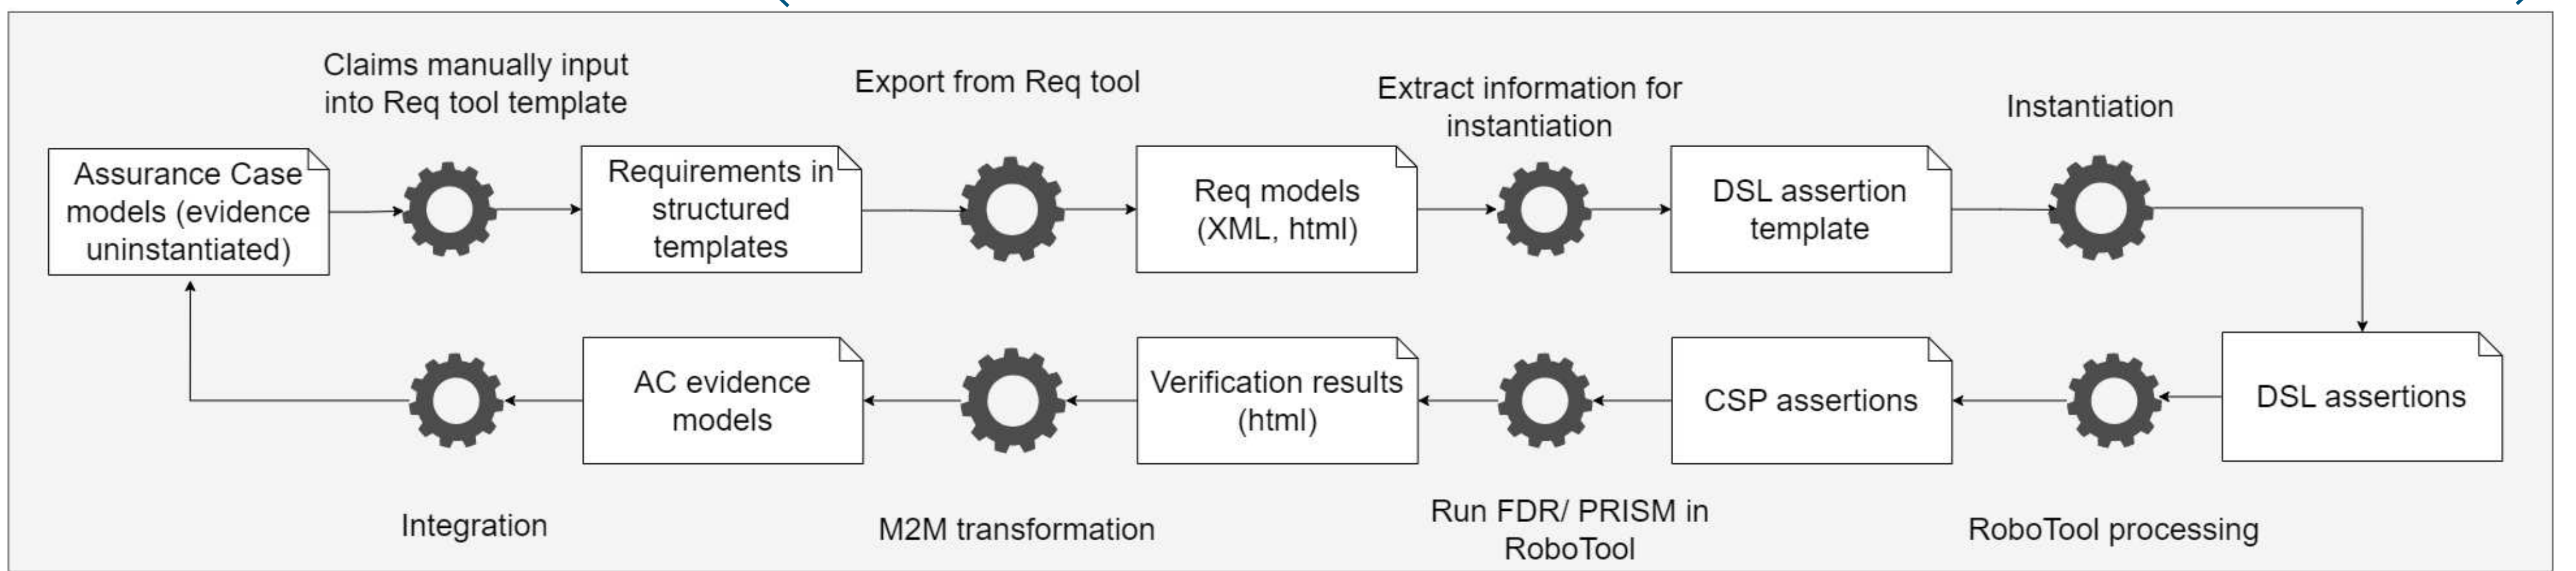 Claims manually input
into Req tool template
Export from Req tool
Extract information for
instantiation
Instantiation
Assurance Case
models (evidence
uninstantiated)
Requirements in
structured
templates
Req models
(XML, html)
DSL assertion
template
AC evidence
models
Verification results
(html)
CSP assertions
DSL assertions
Integration
M2M transformation
Run FDR/ PRISM in
RoboTool
RoboTool processing